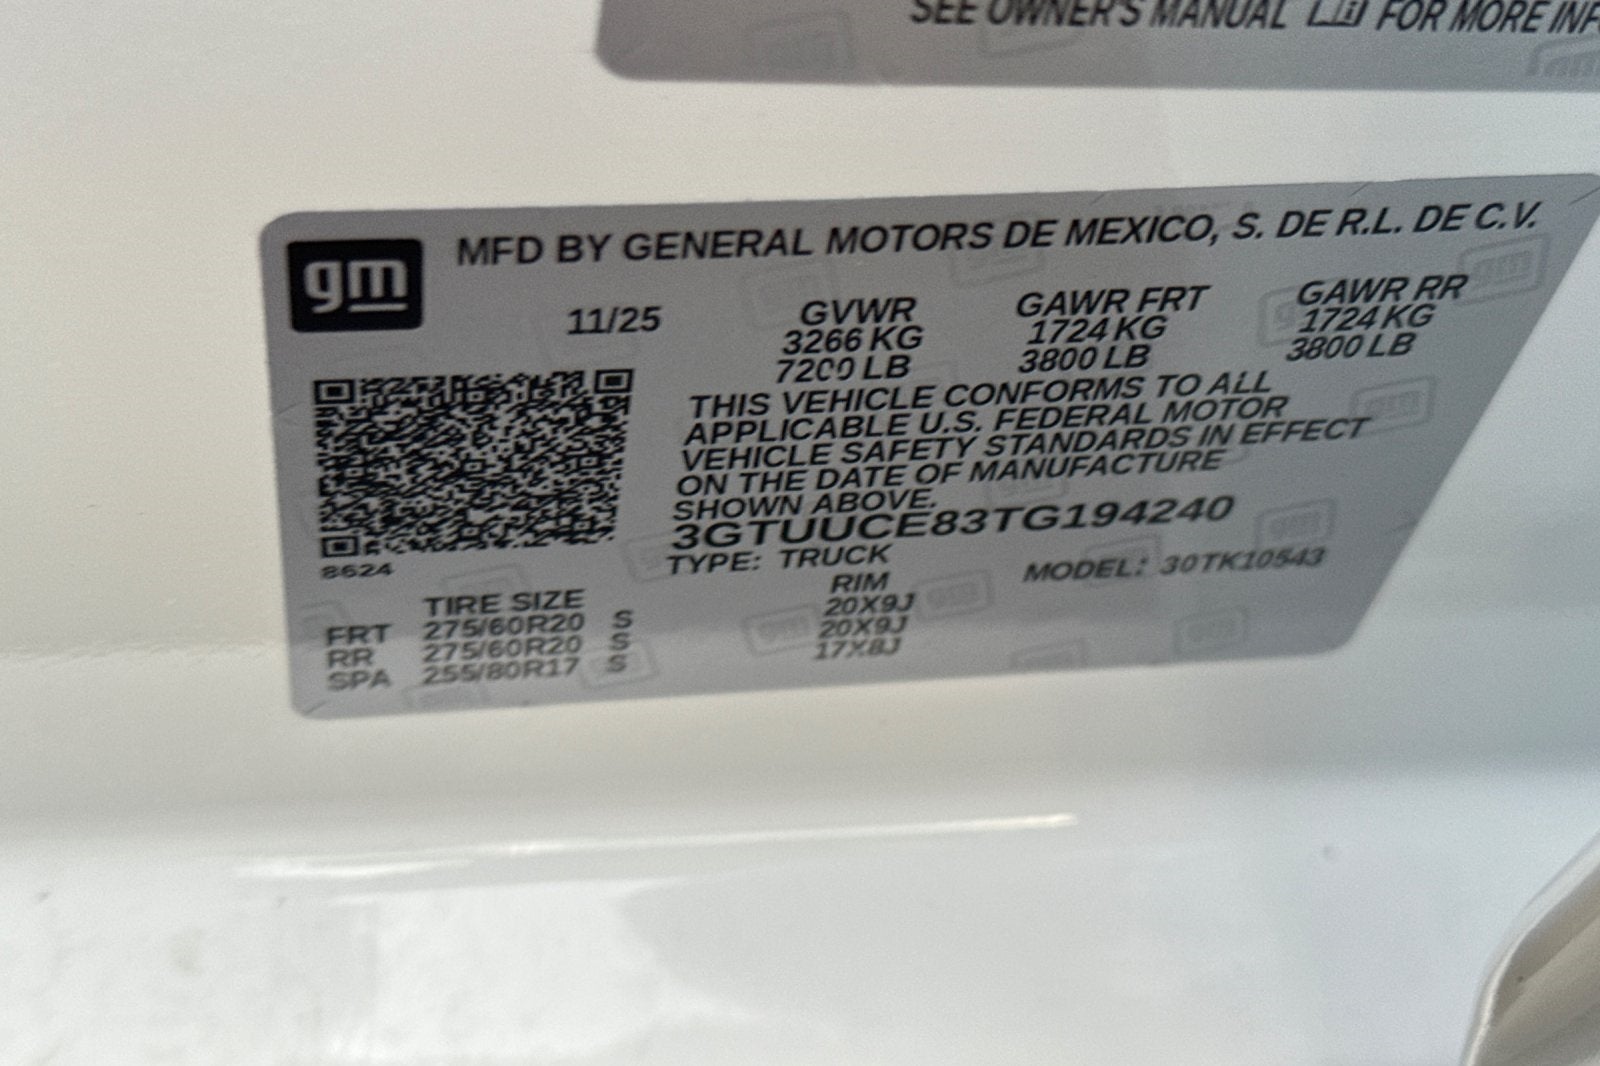 SEE OWNER'S MANUAL FOR MORE
gm
MFD BY GENERAL MOTORS DE MEXICO, S. DE R.L. DE C.V.
11/25 GVWR GAWR FRT GAWR RR
3266 KG 1724 KG 1724 KG
7200 LB 3800 LB 3800 LB
THIS VEHICLE CONFORMS TO ALL
APPLICABLE U.S. FEDERAL MOTOR
VEHICLE SAFETY STANDARDS IN EFFECT
ON THE DATE OF MANUFACTURE
SHOWN ABOVE.
3GTUUCE83TG194240
8624 TYPE: TRUCK MODEL: 30TK10543
TIRE SIZE RIM
FRT 275/60R20 S 20X9J
RR 275/60R20 S 20X9J
SPA 255/80R17 S 17X8J